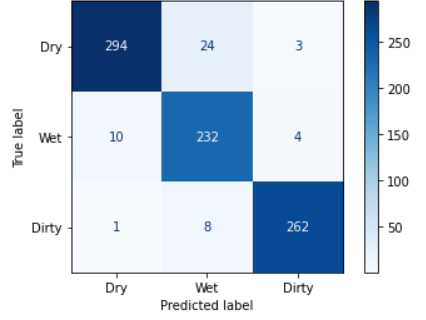 Dry 294 24 3
Wet 10 232 4
Dirty 1 8 262
Dry Wet Dirty
Predicted label
True label
250
200
150
100
50